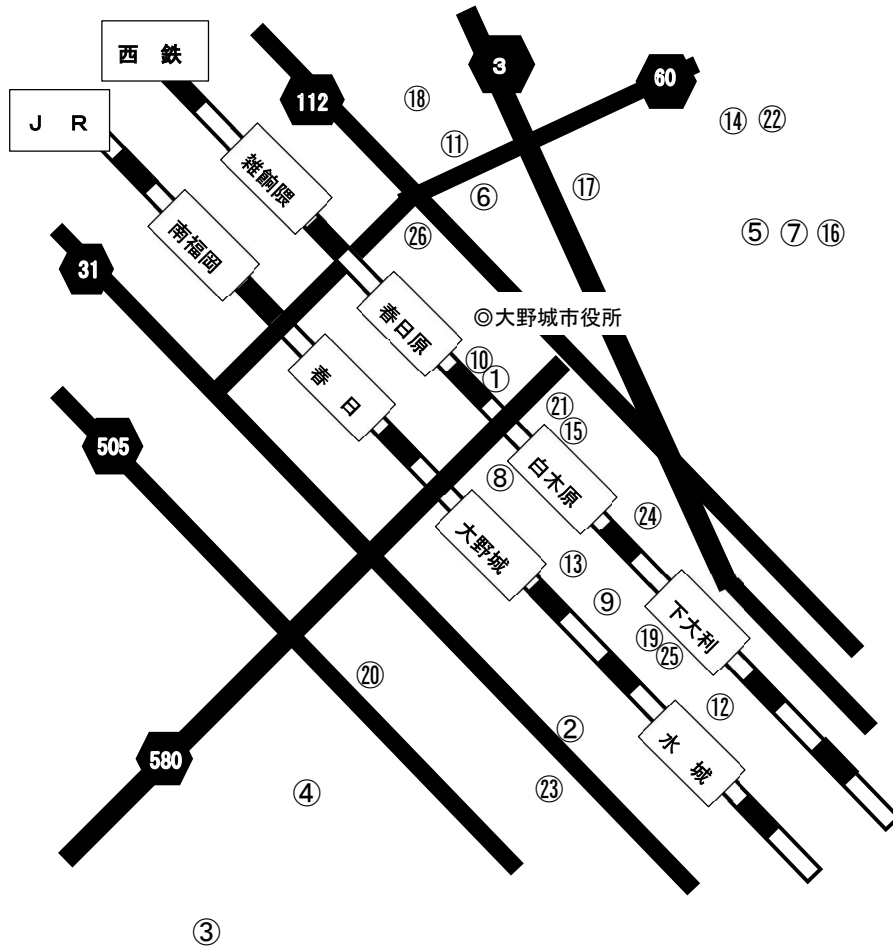 西 鉄
3
60
112
⑱
J R
⑭ ㉒
⑪
雑餉隈
⑰
⑥
南福岡
㉖
⑤ ⑦ ⑯
31
春日原
◎大野城市役所
⑩
①
春 日
㉑
⑮
505
⑧
白木原
㉔
大野城
⑬
⑨
下大利
⑲
㉕
⑳
⑫
②
水 城
580
④
㉓
③